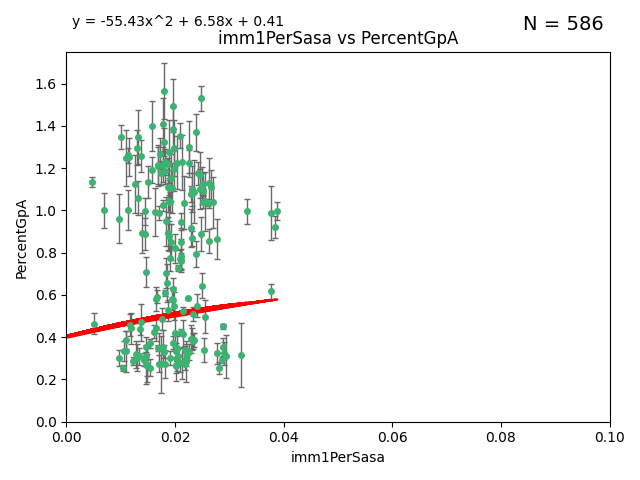 y = -55.43x^2 + 6.58x + 0.41
N = 586
imm1PerSasa vs PercentGpA
PercentGpA
1.6
1.4
1.2
1.0
0.8
0.6
0.4
0.2
0.0
0.00 0.02 0.04 0.06 0.08 0.10
imm1PerSasa